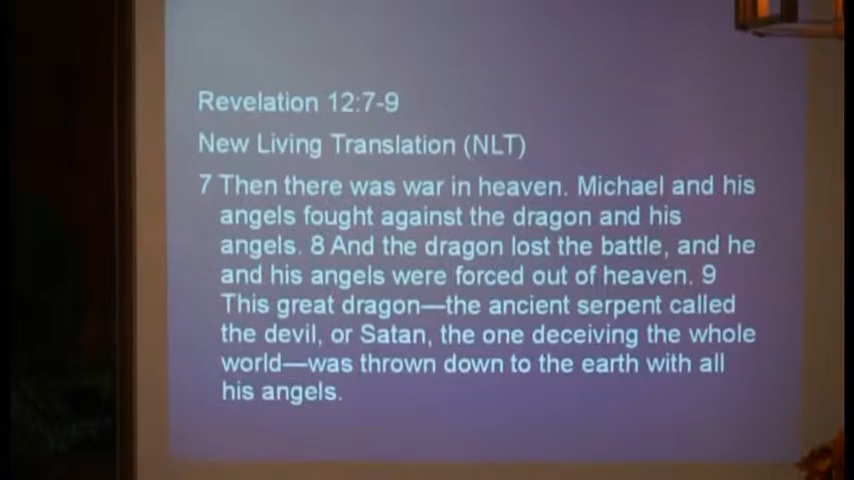 Revelation 12:7-9
New Living Translation (NLT)
7 Then there was war in heaven. Michael and his
angels fought against the dragon and his
angels. 8 And the dragon lost the battle, and he
and his angels were forced out of heaven. 9
This great dragon—the ancient serpent called
the devil, or Satan, the one deceiving the whole
world—was thrown down to the earth with all
his angels.